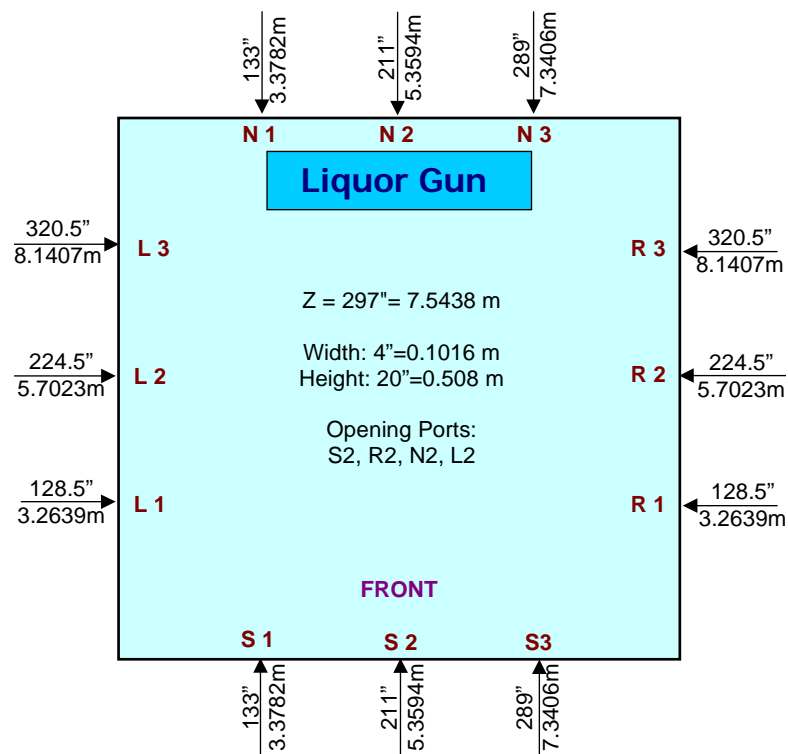 133”
3.3782m
211”
5.3594m
289”
7.3406m
N 1
N 2
N 3
Liquor Gun
320.5”
8.1407m
L 3
R 3
320.5”
8.1407m
Z = 297"= 7.5438 m
Width: 4”=0.1016 m
Height: 20”=0.508 m
224.5”
5.7023m
L 2
R 2
224.5”
5.7023m
Opening Ports:
S2, R2, N2, L2
128.5”
3.2639m
L 1
R 1
128.5”
3.2639m
FRONT
S 1
S 2
S3
133”
3.3782m
211”
5.3594m
289”
7.3406m